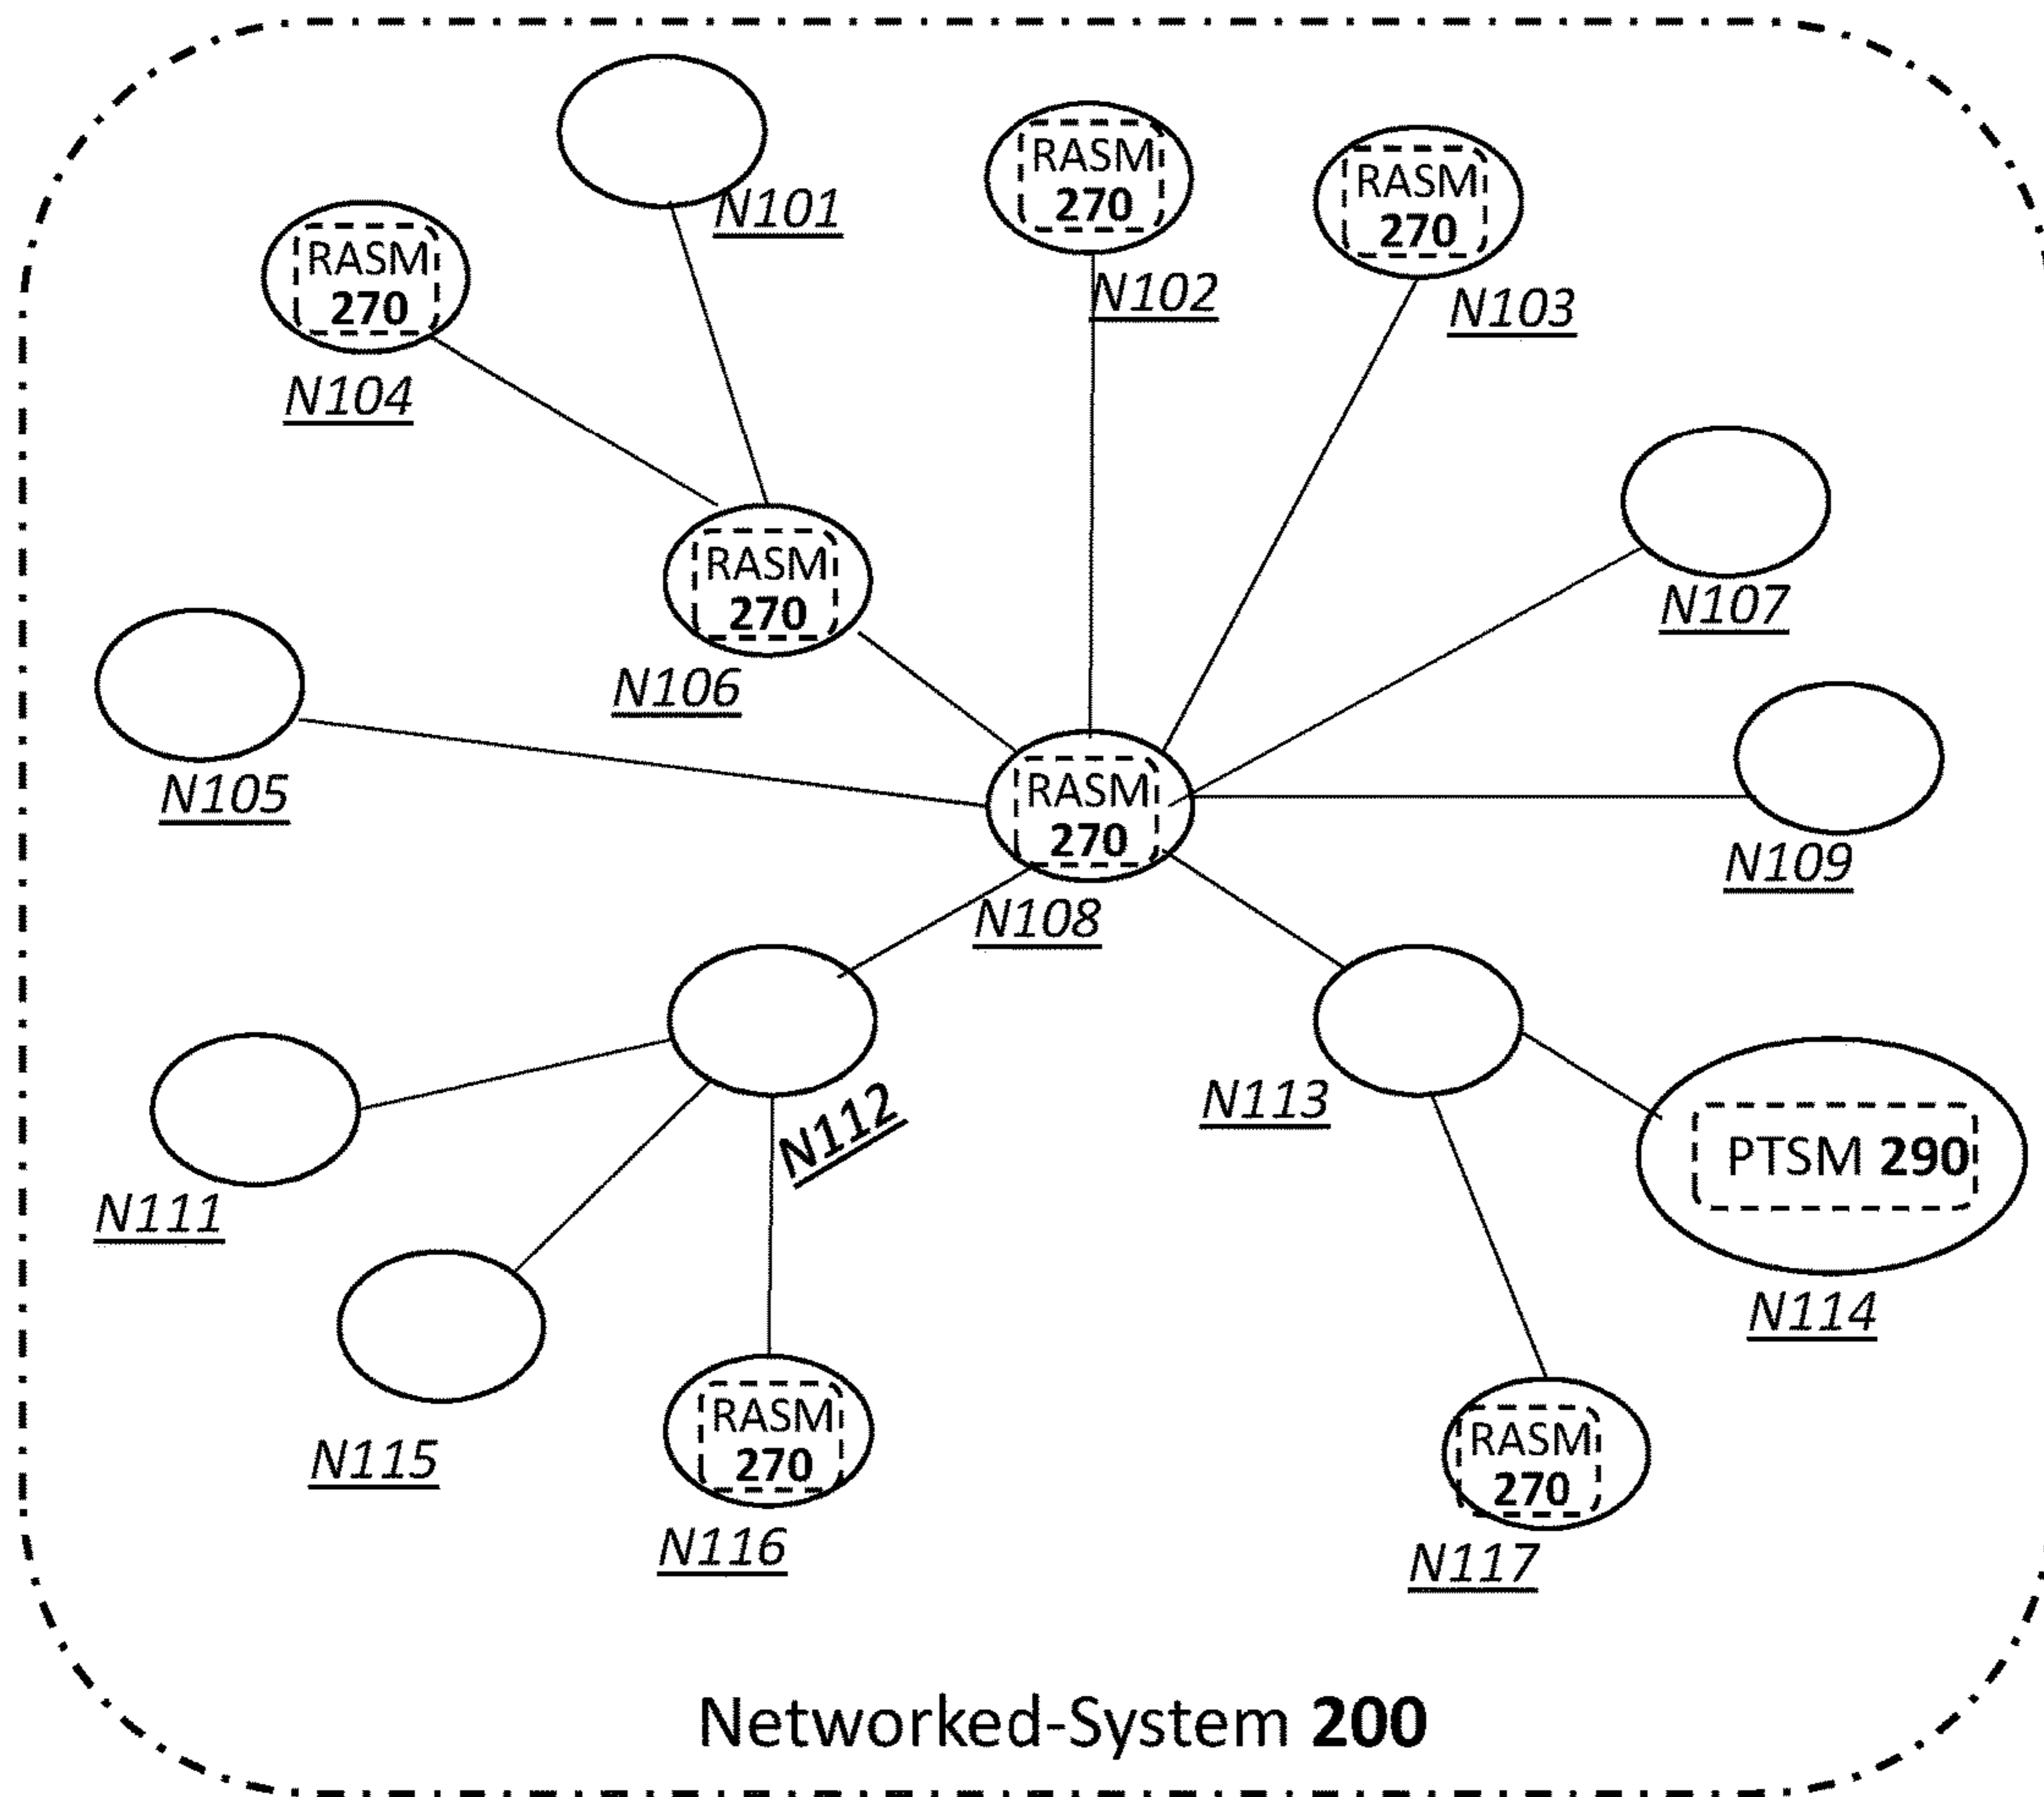 N101
RASM
270
N102
RASM
270
N103
RASM
270
N104
RASM
270
N106
N107
N105
RASM
270
N108
N109
N112
N113
N111
PTSM 290
N114
N115
RASM
270
N116
RASM
270
N117
Networked-System 200